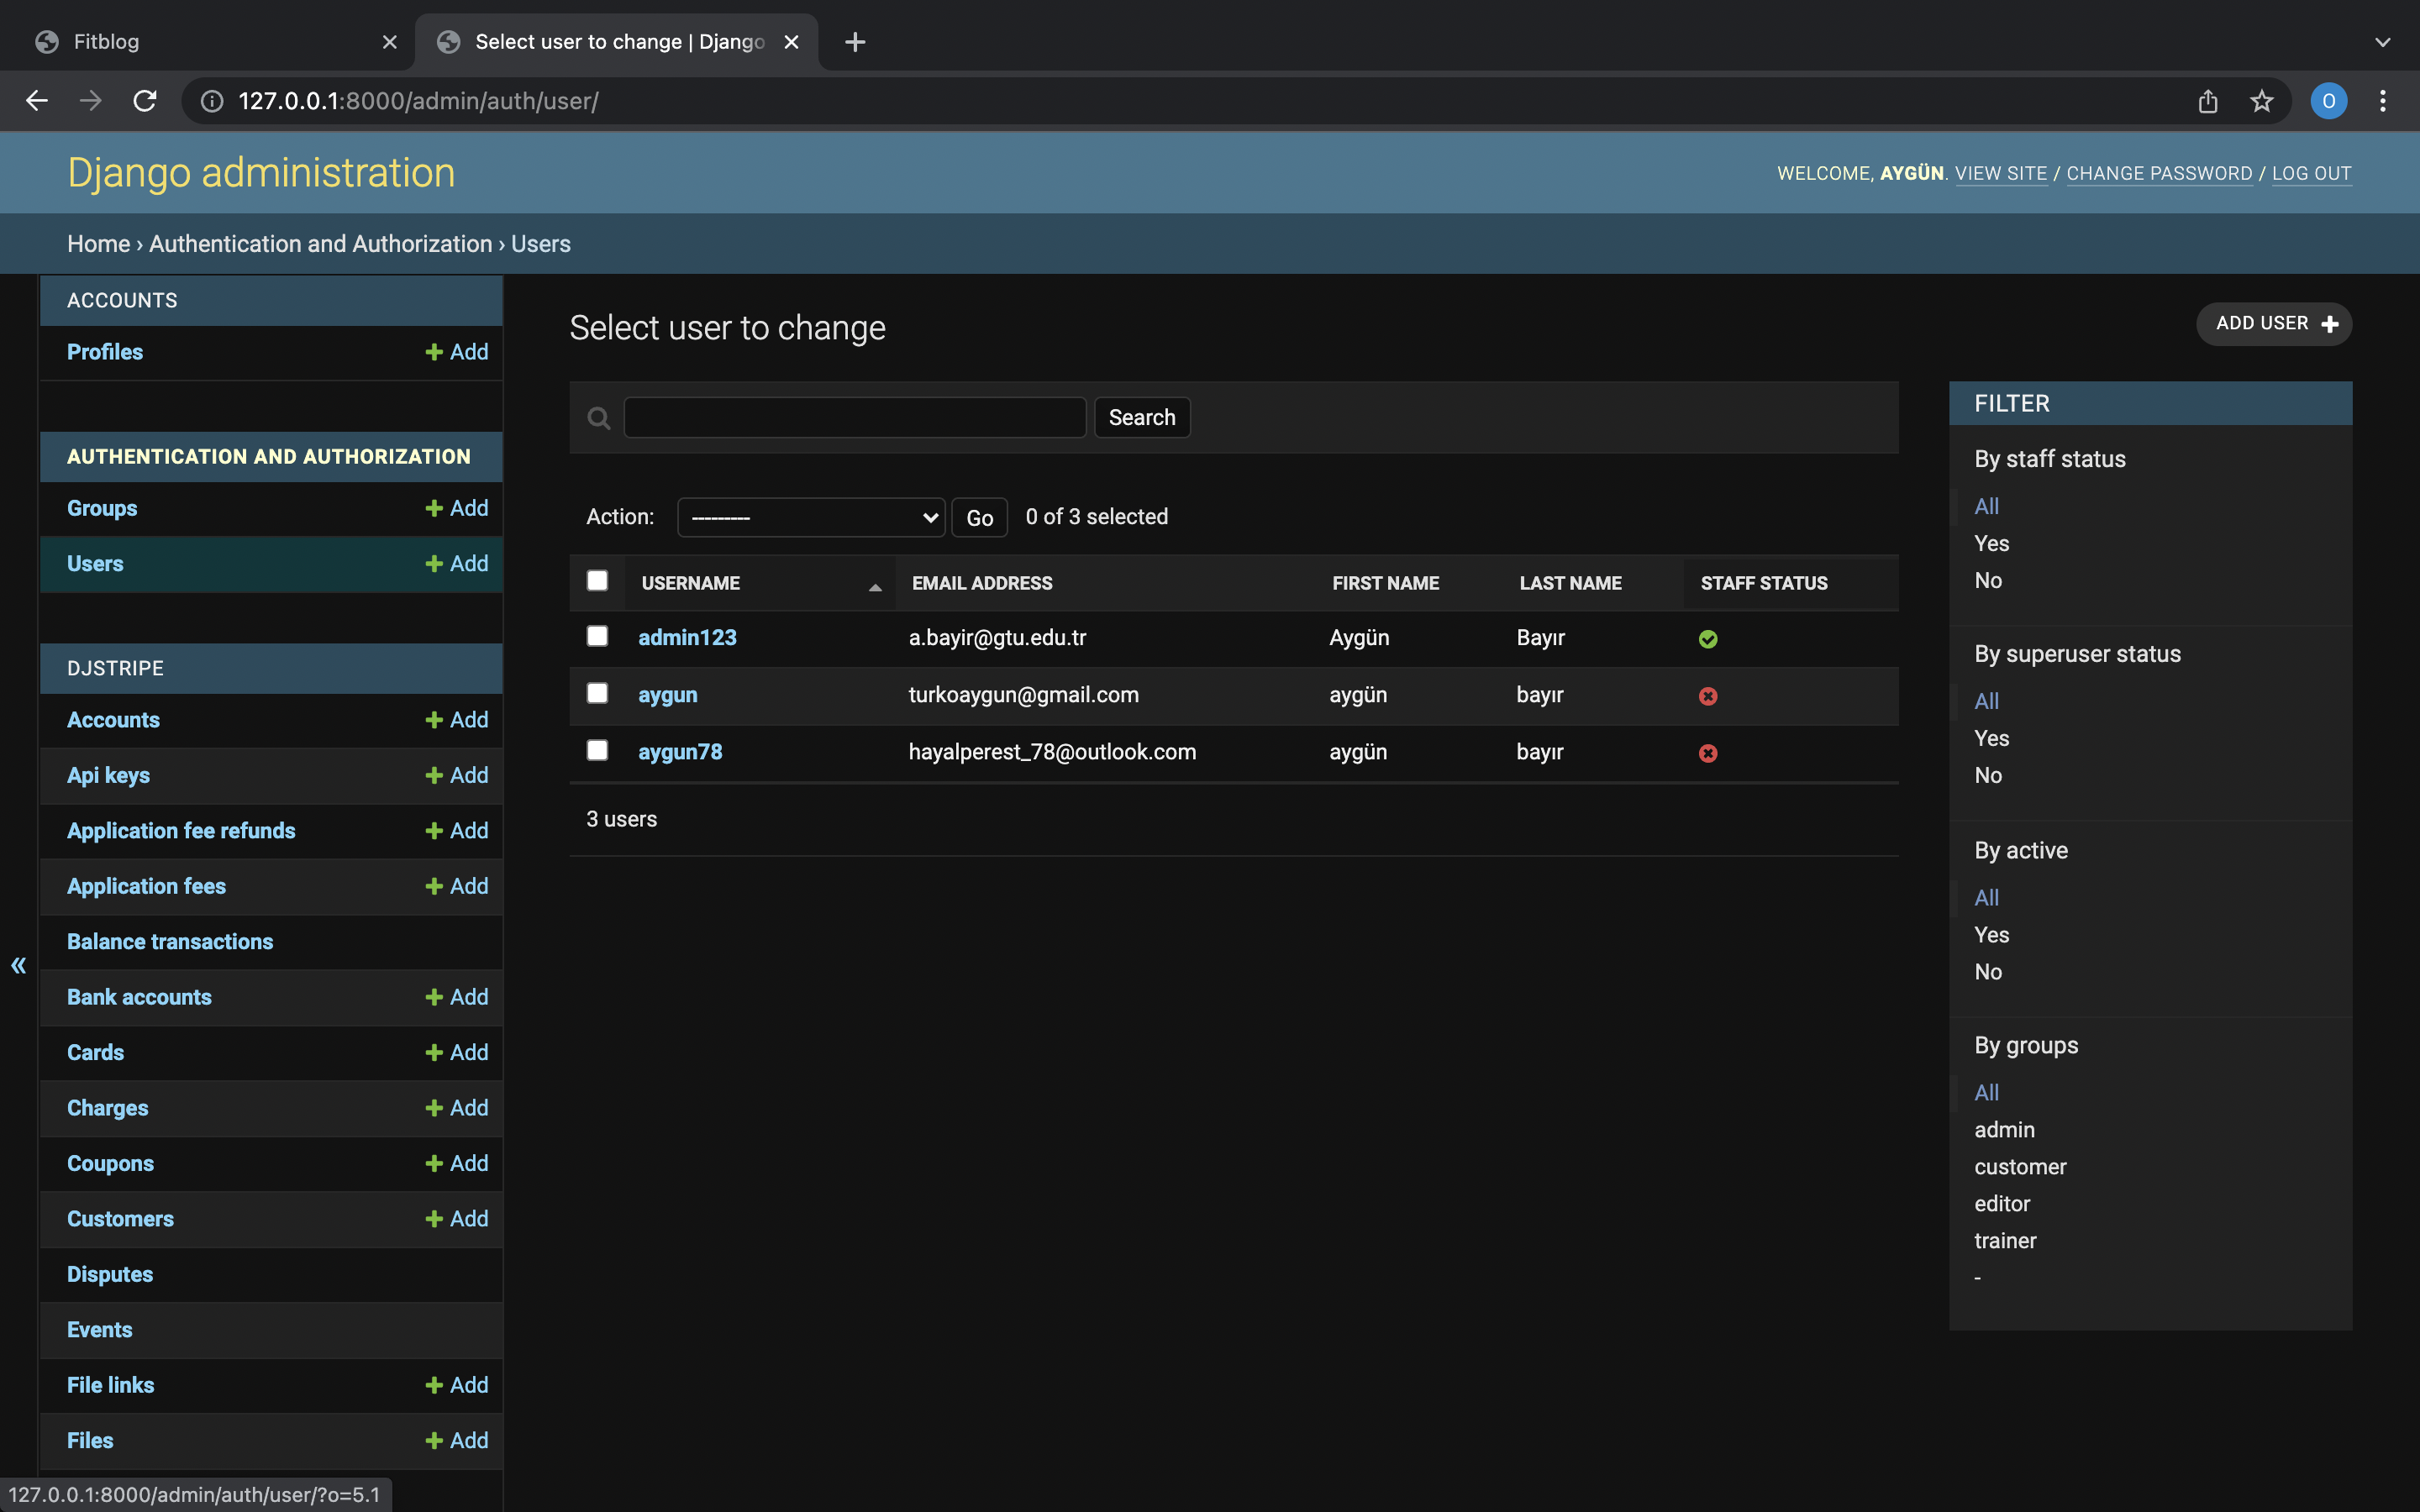 Fitblog
Select user to change | Django
127.0.0.1:8000/admin/auth/user/
O
Django administration
WELCOME, AYGÜN. VIEW SITE / CHANGE PASSWORD / LOG OUT
Home › Authentication and Authorization › Users
ACCOUNTS
Profiles Add
AUTHENTICATION AND AUTHORIZATION
Groups Add
Users Add
DJSTRIPE
Accounts Add
Api keys Add
Application fee refunds Add
Application fees Add
Balance transactions
Bank accounts Add
Cards Add
Charges Add
Coupons Add
Customers Add
Disputes
Events
File links Add
Files Add
«
Select user to change
ADD USER
Search
Action: --------- Go 0 of 3 selected
USERNAME EMAIL ADDRESS FIRST NAME LAST NAME STAFF STATUS
admin123 a.bayir@gtu.edu.tr Aygün Bayır
aygun turkoaygun@gmail.com aygün bayır
aygun78 hayalperest_78@outlook.com aygün bayır
3 users
FILTER
By staff status
All
Yes
No
By superuser status
All
Yes
No
By active
All
Yes
No
By groups
All
admin
customer
editor
trainer
-
127.0.0.1:8000/admin/auth/user/?o=5.1